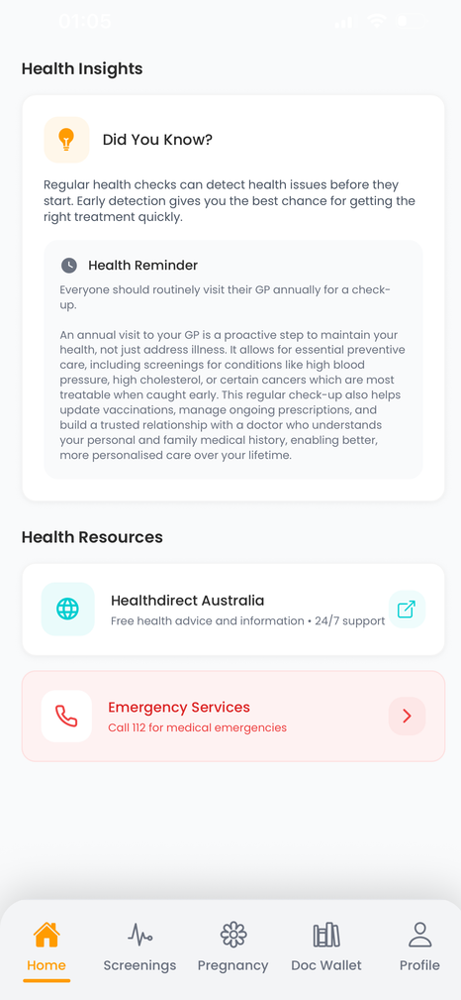 01:05
Health Insights
Did You Know?
Regular health checks can detect health issues before they
start. Early detection gives you the best chance for getting the
right treatment quickly.
Health Reminder
Everyone should routinely visit their GP annually for a check-
up.
An annual visit to your GP is a proactive step to maintain your
health, not just address illness. It allows for essential preventive
care, including screenings for conditions like high blood
pressure, high cholesterol, or certain cancers which are most
treatable when caught early. This regular check-up also helps
update vaccinations, manage ongoing prescriptions, and
build a trusted relationship with a doctor who understands
your personal and family medical history, enabling better,
more personalised care over your lifetime.
Health Resources
Healthdirect Australia
Free health advice and information • 24/7 support
Emergency Services
Call 112 for medical emergencies
Home
Screenings
Pregnancy
Doc Wallet
Profile